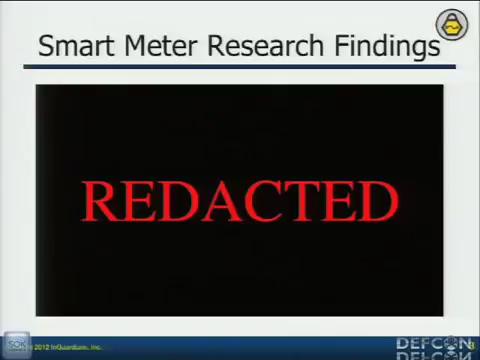 Smart Meter Research Findings
REDACTED
2012 InGuardians, Inc.
DEFCON